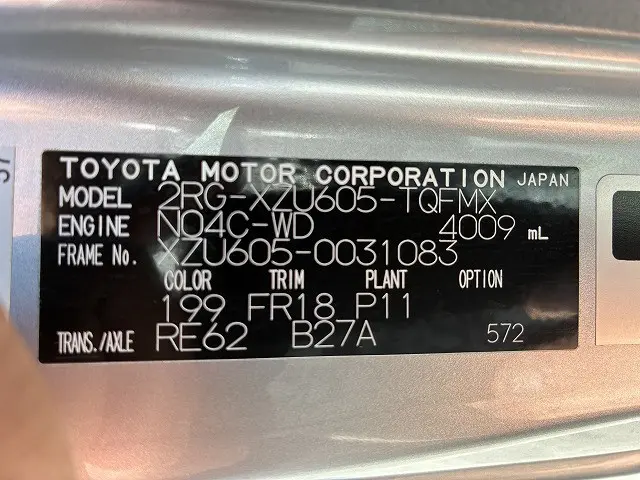 TOYOTA MOTOR CORPORATION JAPAN
MODEL 2RG-XZU605-TQFMX
ENGINE N04C-WD 4009 mL
FRAME No. XZU605-0031083
COLOR TRIM PLANT OPTION
199 FR18 P11
TRANS./AXLE RE62 B27A 572